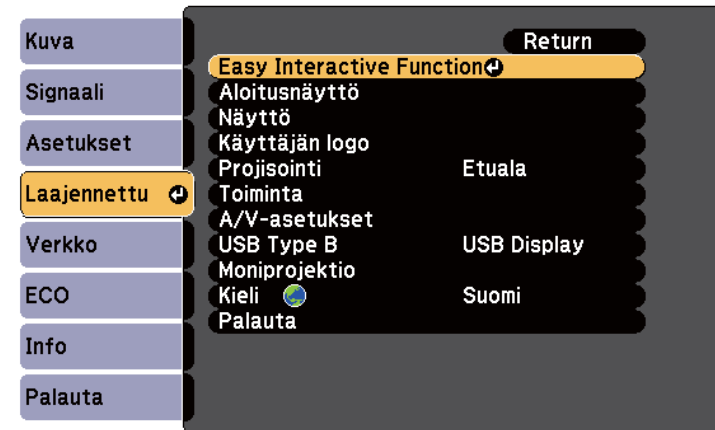 Kuva
Signaali
Asetukset
Laajennettu
Verkko
ECO
Info
Palauta
Return
Easy Interactive Function
Aloitusnäyttö
Näyttö
Käyttäjän logo
Projisointi Etuala
Toiminta
A/V-asetukset
USB Type B USB Display
Moniprojektio
Kieli Suomi
Palauta